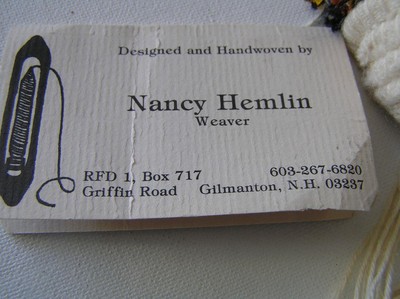 Designed and Handwoven by
Nancy Hemlin
Weaver
RFD 1, Box 717 603-267-6820
Griffin Road Gilmanton, N.H. 03237